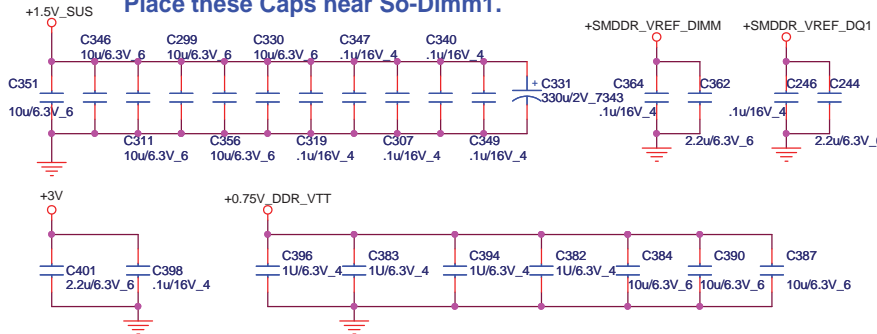 Place these Caps near So-Dimm1.
+1.5V_SUS
C346
10u/6.3V_6
C299
10u/6.3V_6
C330
10u/6.3V_6
C347
.1u/16V_4
C340
.1u/16V_4
C351
10u/6.3V_6
C311
10u/6.3V_6
C356
10u/6.3V_6
C319
.1u/16V_4
C307
.1u/16V_4
C349
.1u/16V_4
+
C331
330u/2V_7343
+SMDDR_VREF_DIMM
C364
.1u/16V_4
C362
2.2u/6.3V_6
+SMDDR_VREF_DQ1
C246
.1u/16V_4
C244
2.2u/6.3V_6
+3V
C401
2.2u/6.3V_6
C398
.1u/16V_4
+0.75V_DDR_VTT
C396
1U/6.3V_4
C383
1U/6.3V_4
C394
1U/6.3V_4
C382
1U/6.3V_4
C384
10u/6.3V_6
C390
10u/6.3V_6
C387
10u/6.3V_6